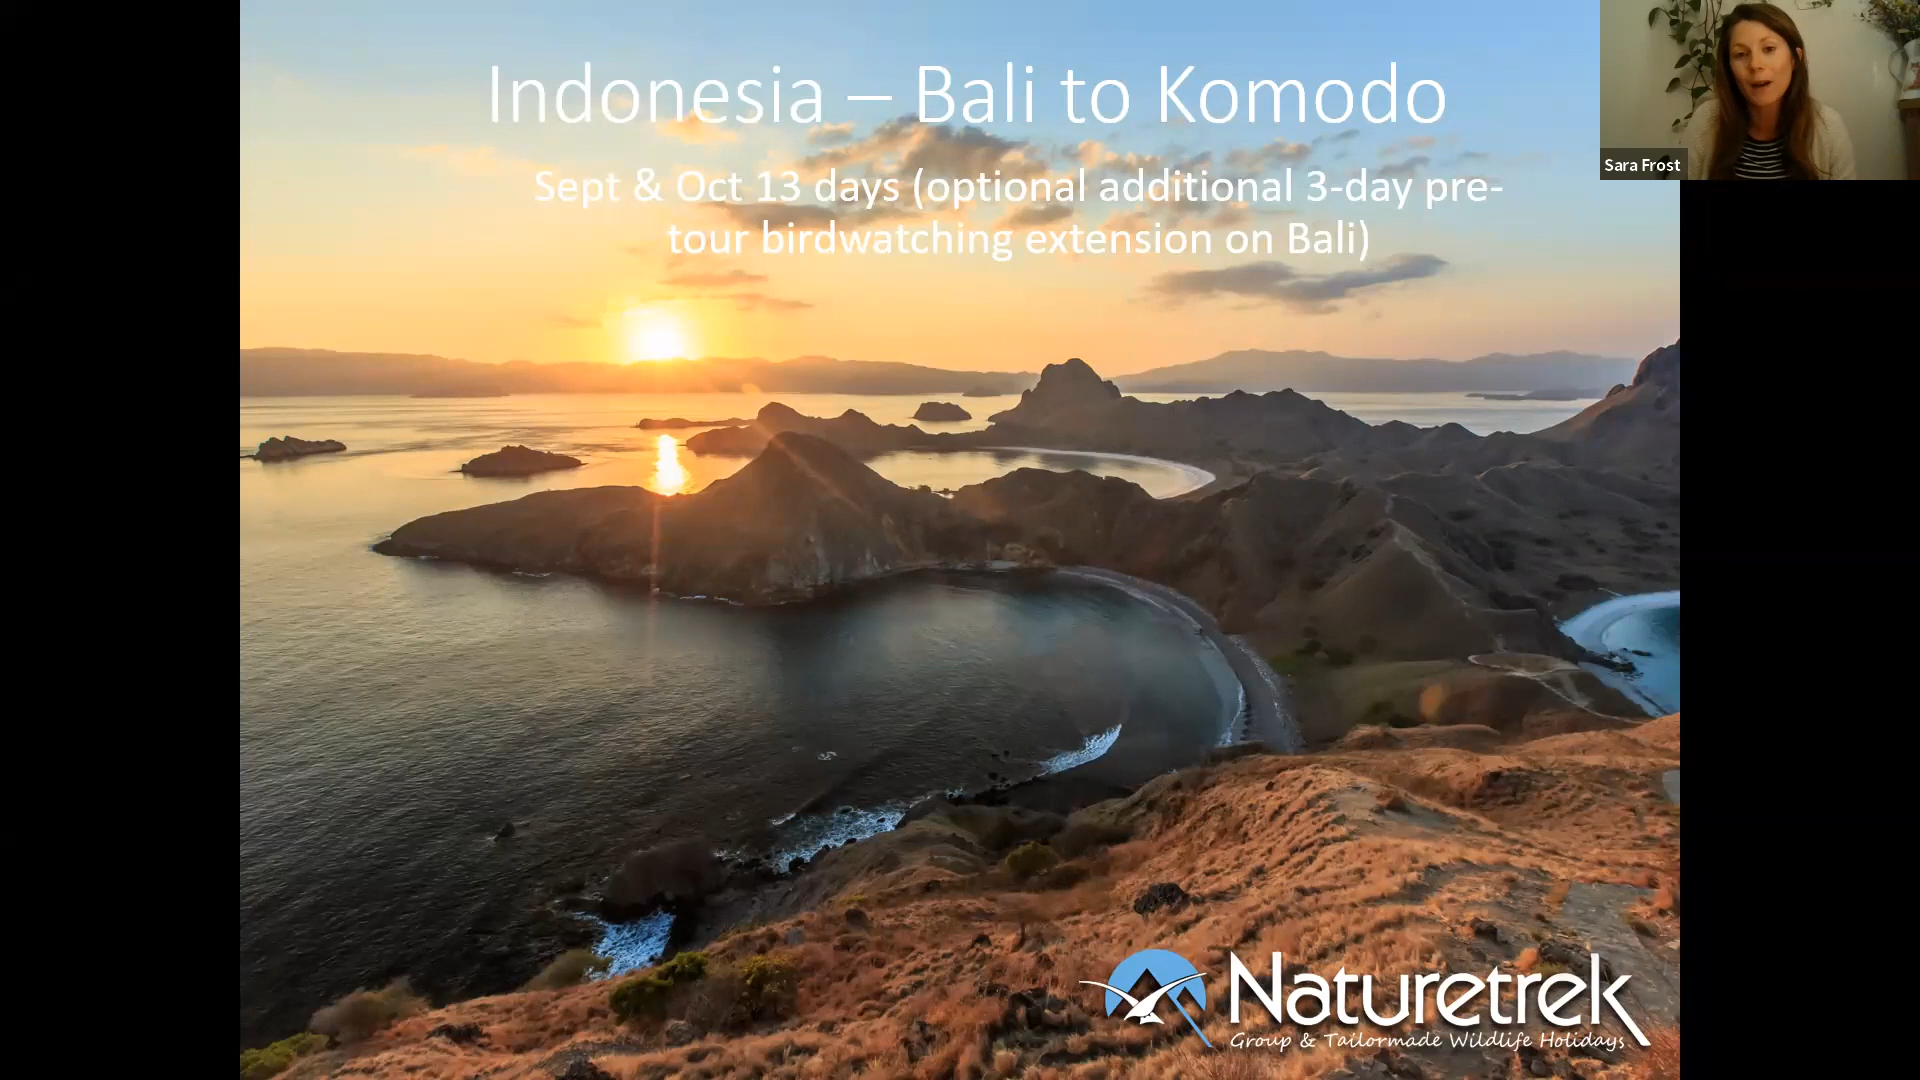 Indonesia – Bali to Komodo
Sept & Oct 13 days (optional additional 3-day pre-
tour birdwatching extension on Bali)
Sara Frost
Naturetrek
Group & Tailormade Wildlife Holidays